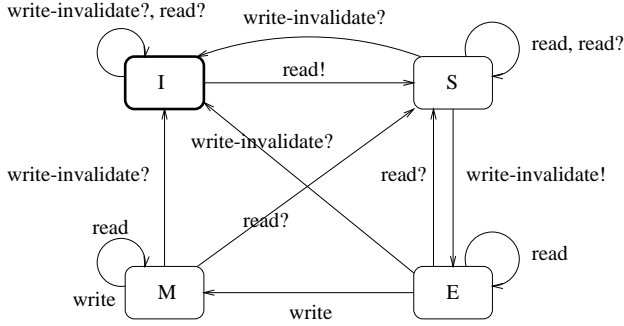 write-invalidate?, read?
write-invalidate?
read, read?
I
read!
S
write-invalidate?
write-invalidate?
read?
write-invalidate!
read
read?
read
M
E
write
write